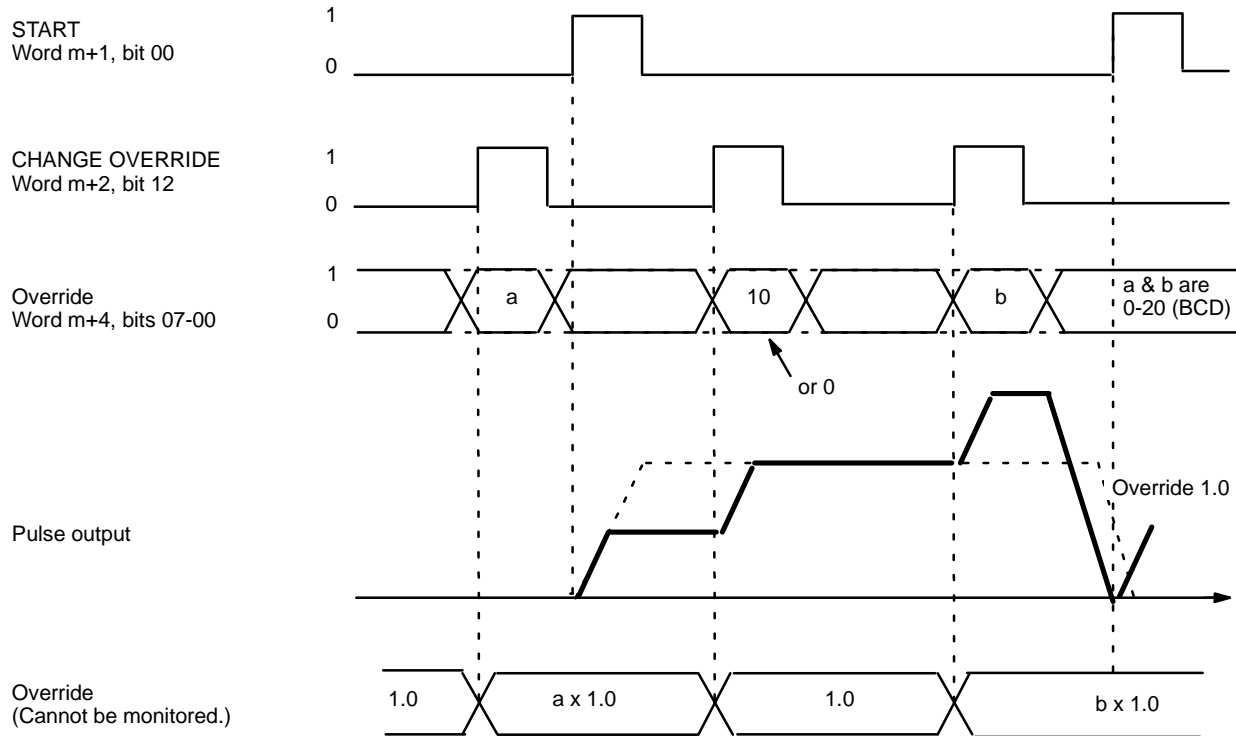 START
Word m+1, bit 00
1
0
CHANGE OVERRIDE
Word m+2, bit 12
1
0
Override
Word m+4, bits 07-00
1
0
a
10
b
a & b are
0-20 (BCD)
or 0
Override 1.0
Pulse output
Override
(Cannot be monitored.)
1.0
a x 1.0
1.0
b x 1.0